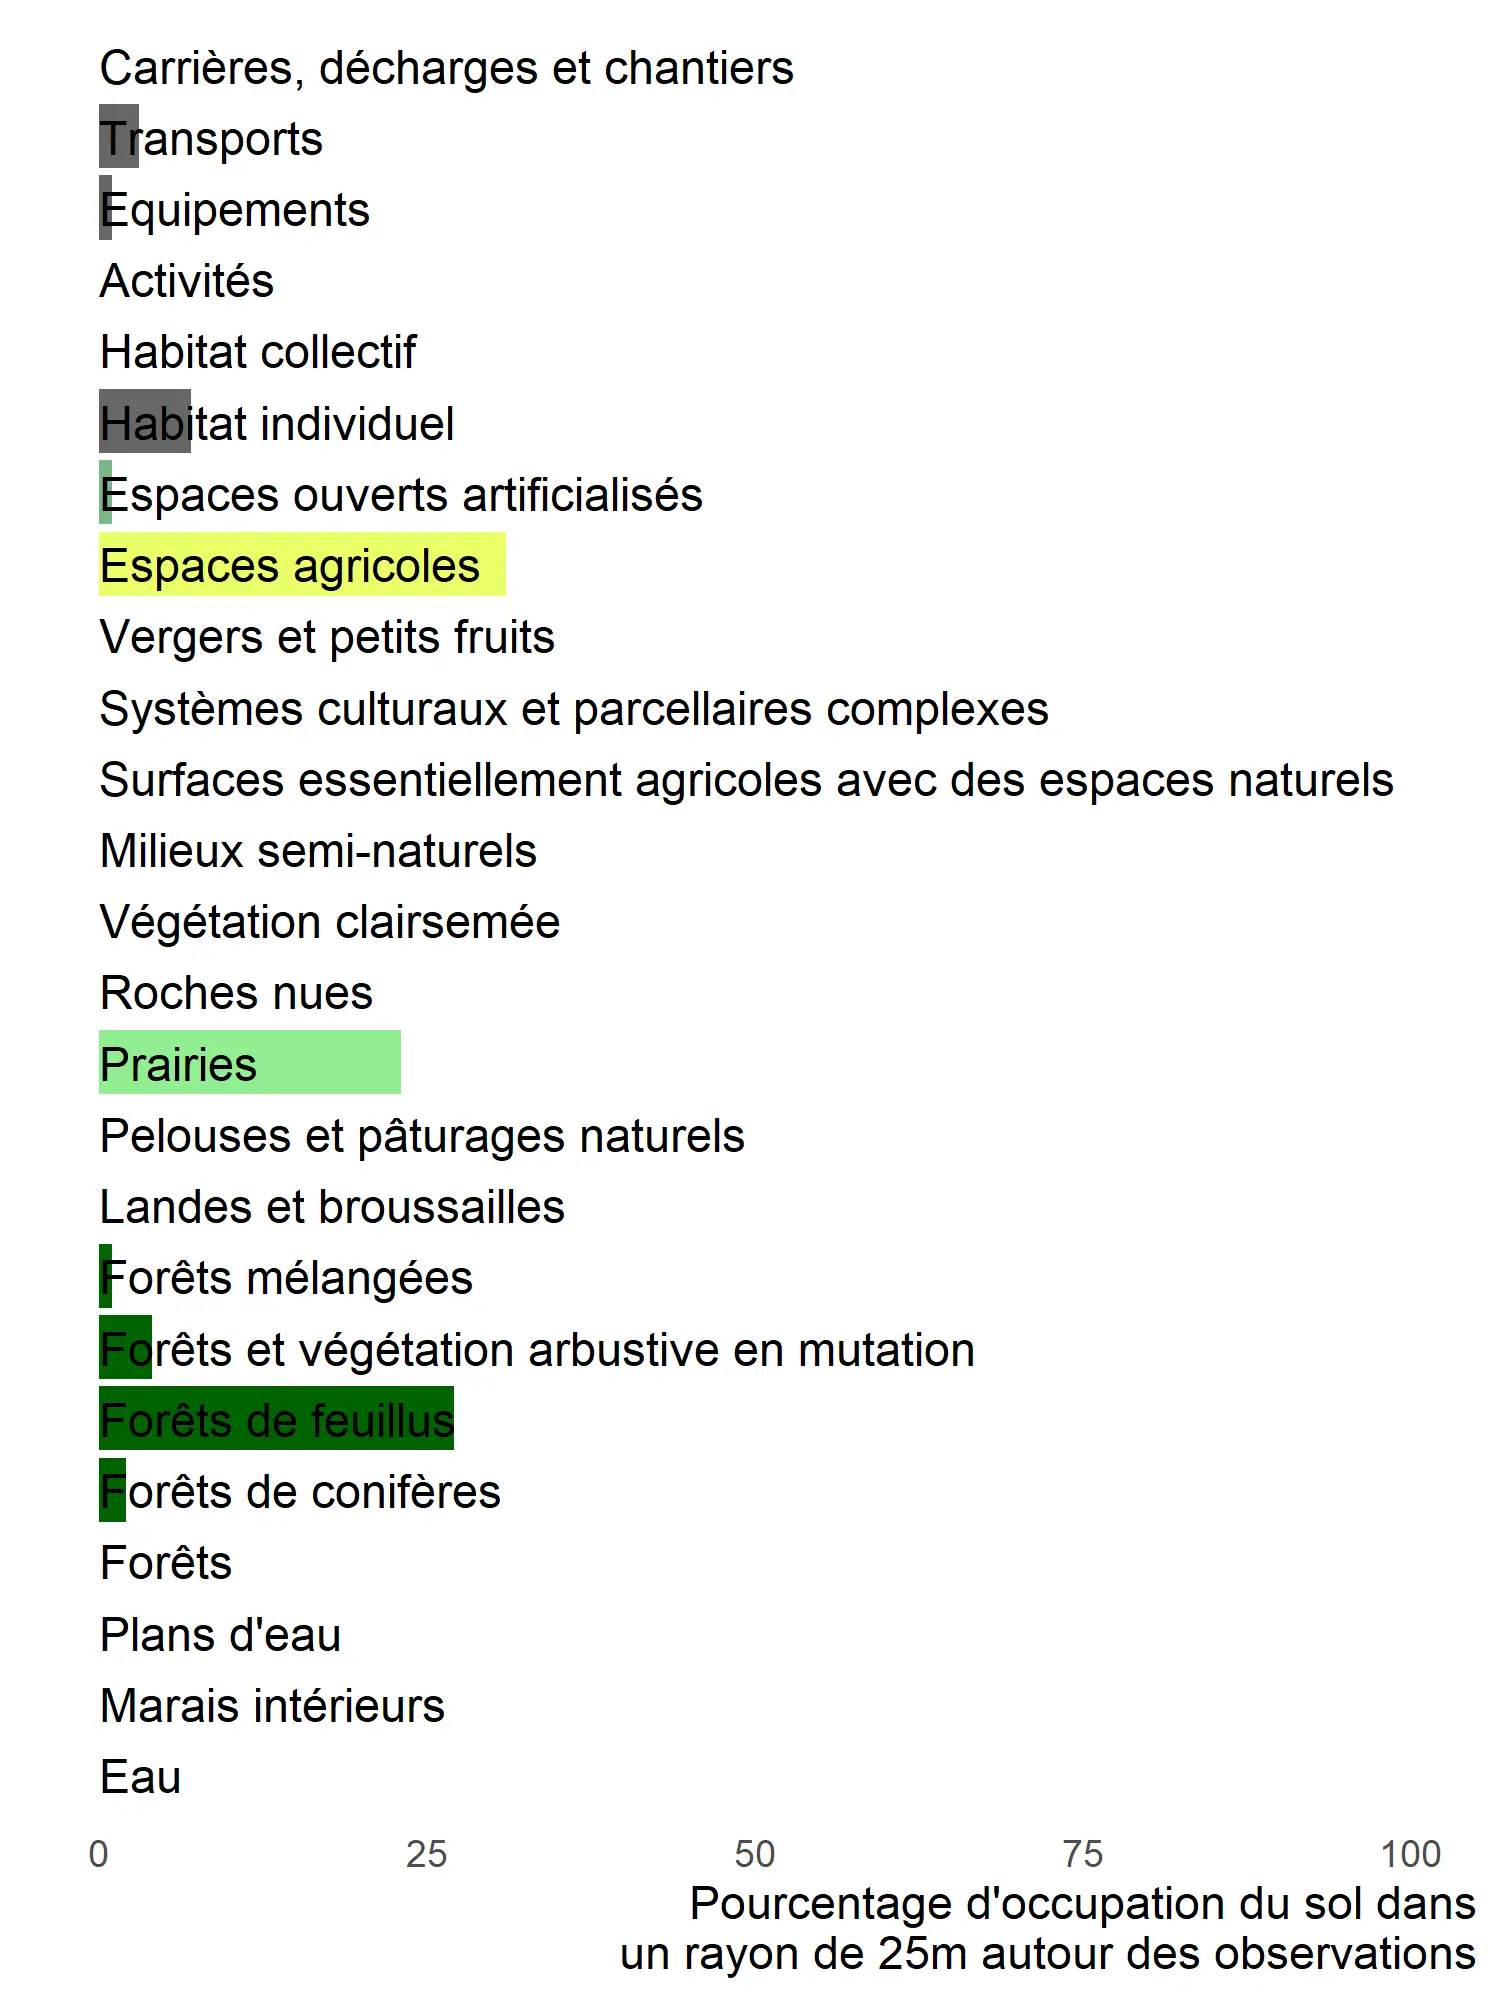 Carrières, décharges et chantiers
Transports
Equipements
Activités
Habitat collectif
Habitat individuel
Espaces ouverts artificialisés
Espaces agricoles
Vergers et petits fruits
Systèmes culturaux et parcellaires complexes
Surfaces essentiellement agricoles avec des espaces naturels
Milieux semi-naturels
Végétation clairsemée
Roches nues
Prairies
Pelouses et pâturages naturels
Landes et broussailles
Forêts mélangées
Forêts et végétation arbustive en mutation
Forêts de feuillus
Forêts de conifères
Forêts
Plans d'eau
Marais intérieurs
Eau
0 25 50 75 100
Pourcentage d'occupation du sol dans
un rayon de 25m autour des observations